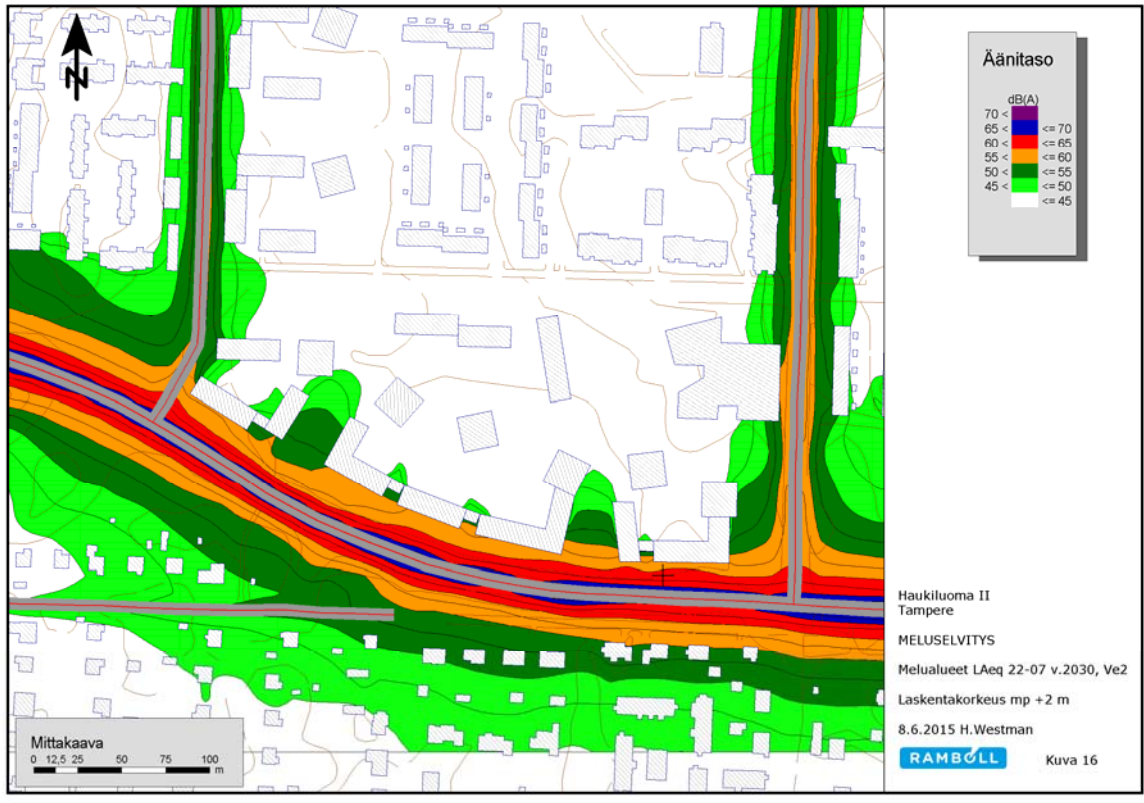 N
Äänitaso
dB(A)
70 <
65 < <= 70
60 < <= 65
55 < <= 60
50 < <= 55
45 < <= 50
<= 45
Haukiluoma II
Tampere
MELUSELVITYS
Melualueet LAeq 22-07 v.2030, Ve2
Laskentakorkeus mp +2 m
8.6.2015 H.Westman
RAMBOLL Kuva 16
Mittakaava
0 12,5 25 50 75 100
m